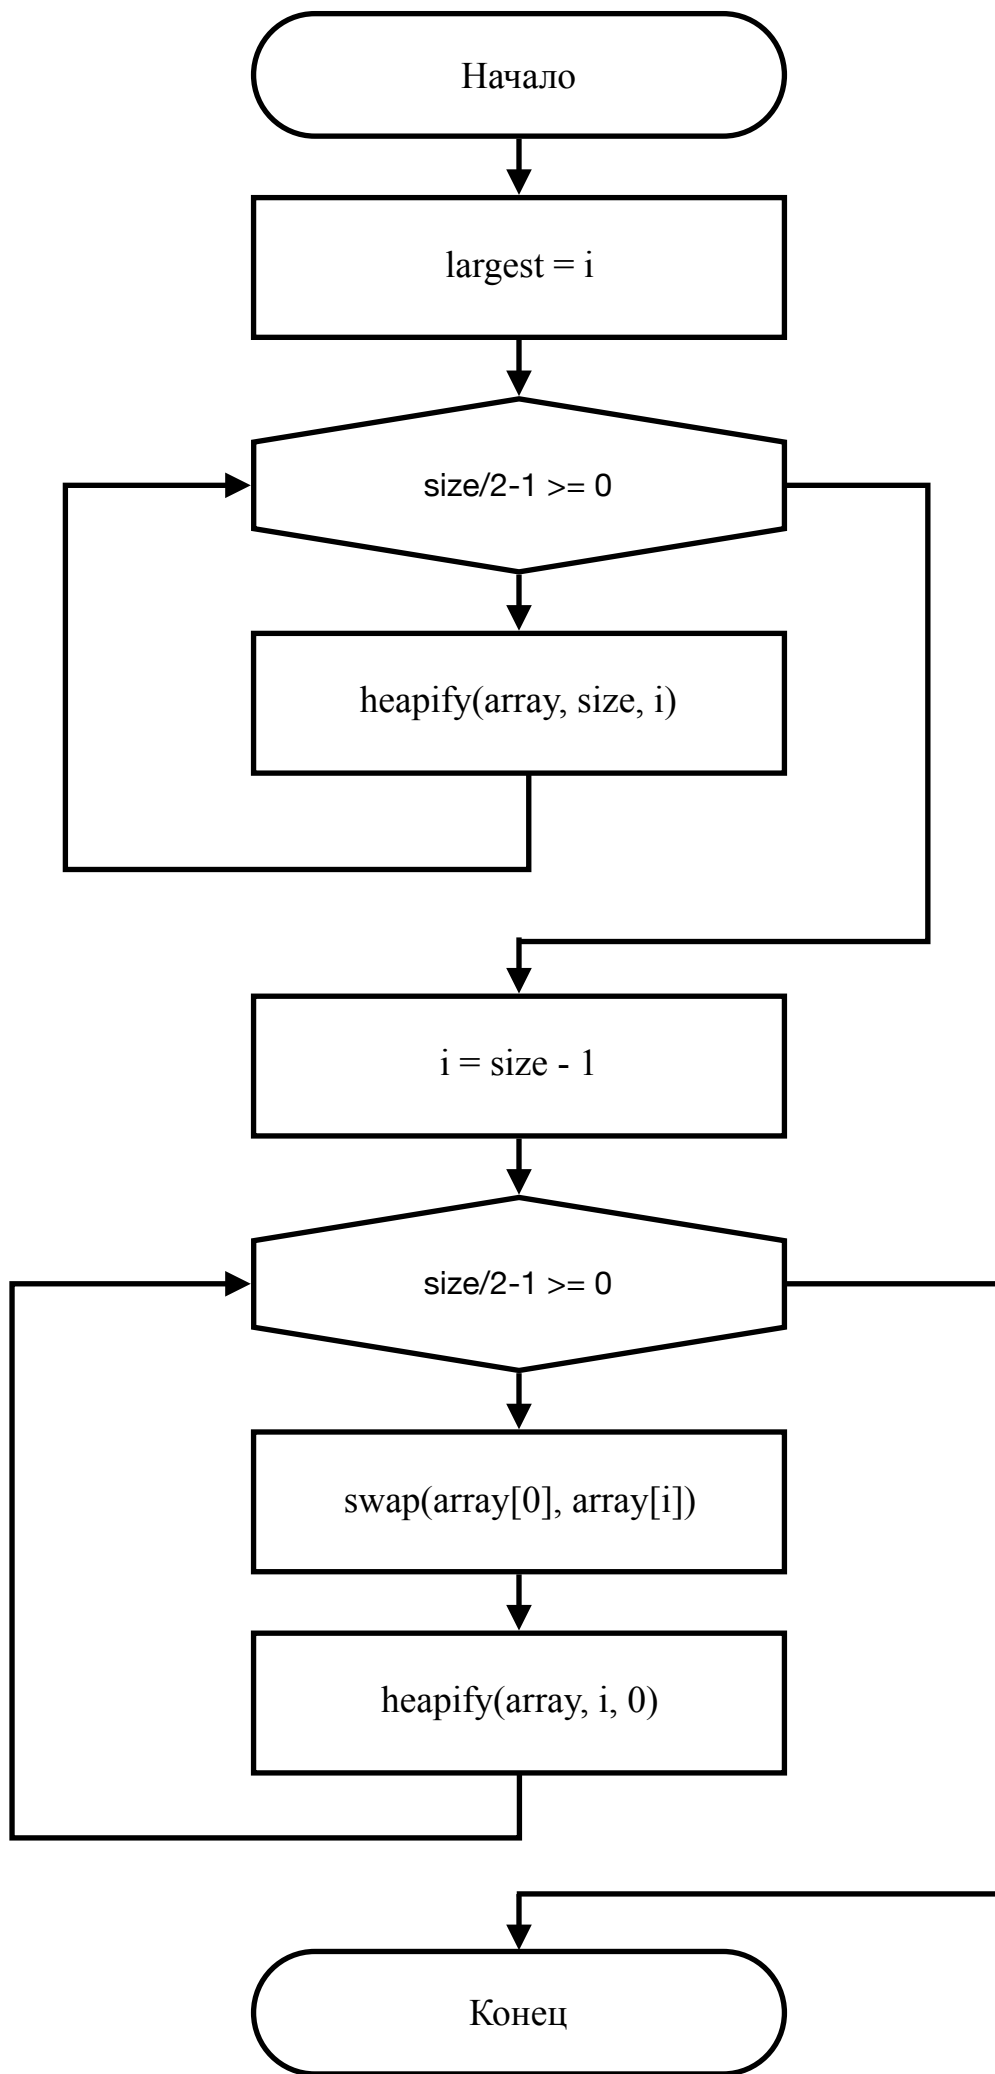 Начало
largest = i
size/2-1 >= 0
heapify(array, size, i)
i = size - 1
size/2-1 >= 0
swap(array[0], array[i])
heapify(array, i, 0)
Конец